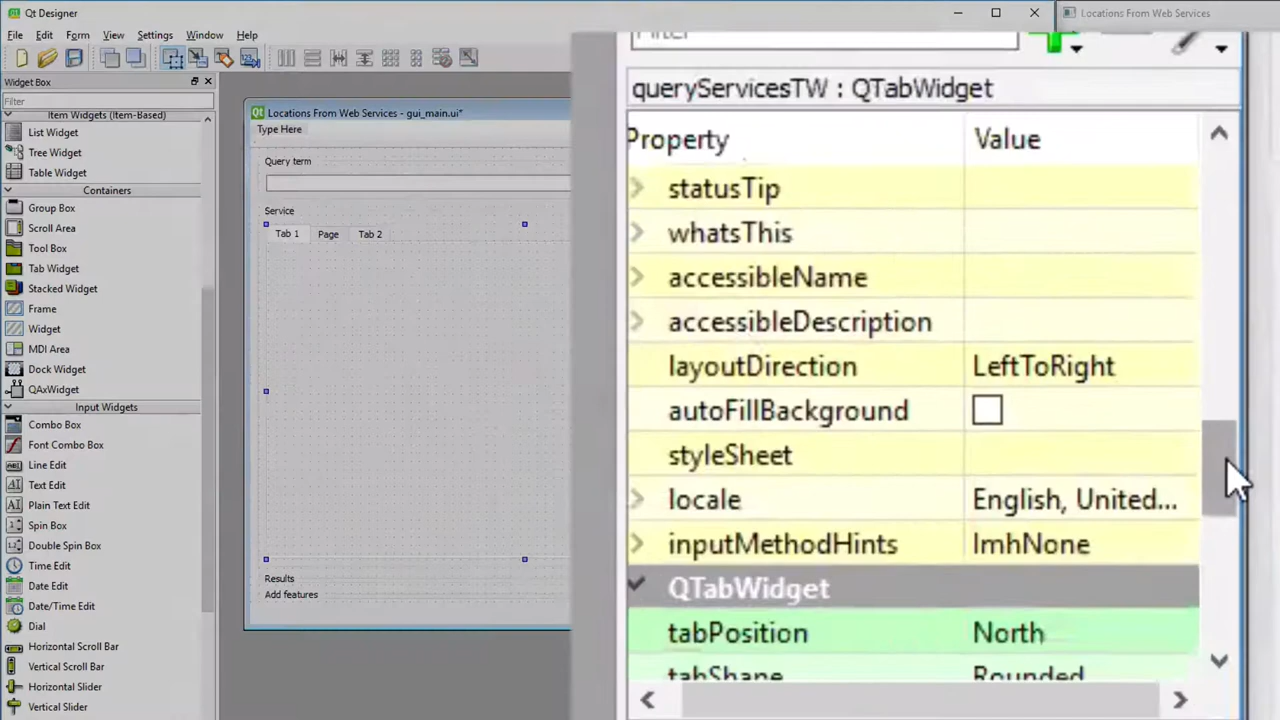 Qt Designer
Locations From Web Services
File Edit Form View Settings Window Help
Widget Box
Filter
Item Widgets (Item-Based)
List Widget
Tree Widget
Table Widget
Containers
Group Box
Scroll Area
Tool Box
Tab Widget
Stacked Widget
Frame
Widget
MDI Area
Dock Widget
QAxWidget
Input Widgets
Combo Box
Font Combo Box
Line Edit
Text Edit
Plain Text Edit
Spin Box
Double Spin Box
Time Edit
Date Edit
Date/Time Edit
Dial
Horizontal Scroll Bar
Vertical Scroll Bar
Horizontal Slider
Vertical Slider
Locations From Web Services - gui_main.ui*
Type Here
Query term
Service
Tab 1 Page Tab 2
Results
Add features
Filter
queryServicesTW : QTabWidget
Property Value
statusTip
whatsThis
accessibleName
accessibleDescription
layoutDirection LeftToRight
autoFillBackground
styleSheet
locale English, United...
inputMethodHints ImhNone
QTabWidget
tabPosition North
tabShape Rounded